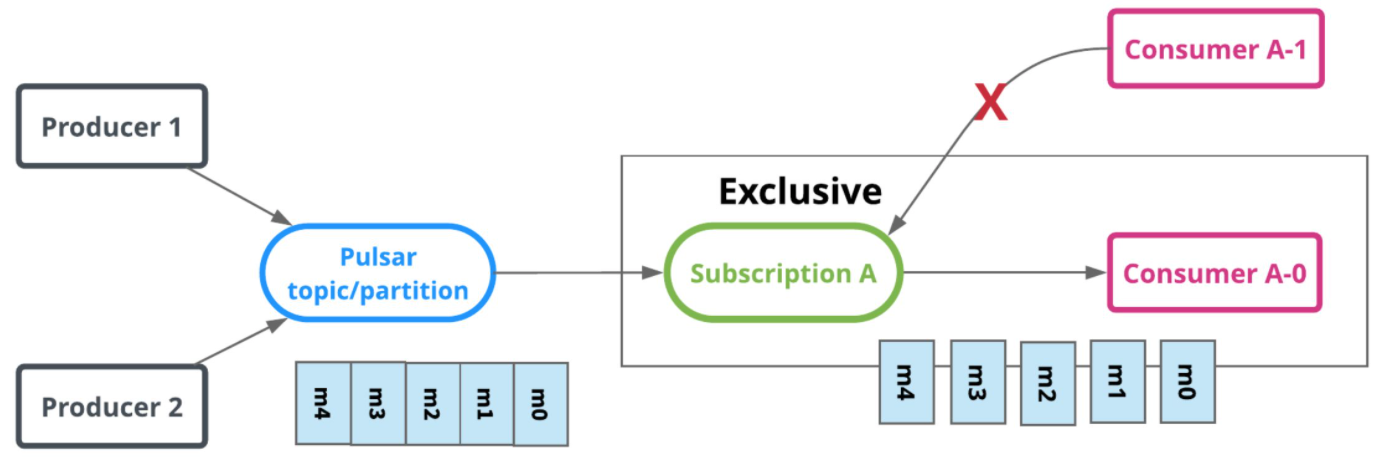 Consumer A-1
X
Producer 1
Exclusive
Pulsar
topic/partition
Subscription A
Consumer A-0
Producer 2
m4 m3 m2 m1 m0
m4 m3 m2 m1 m0